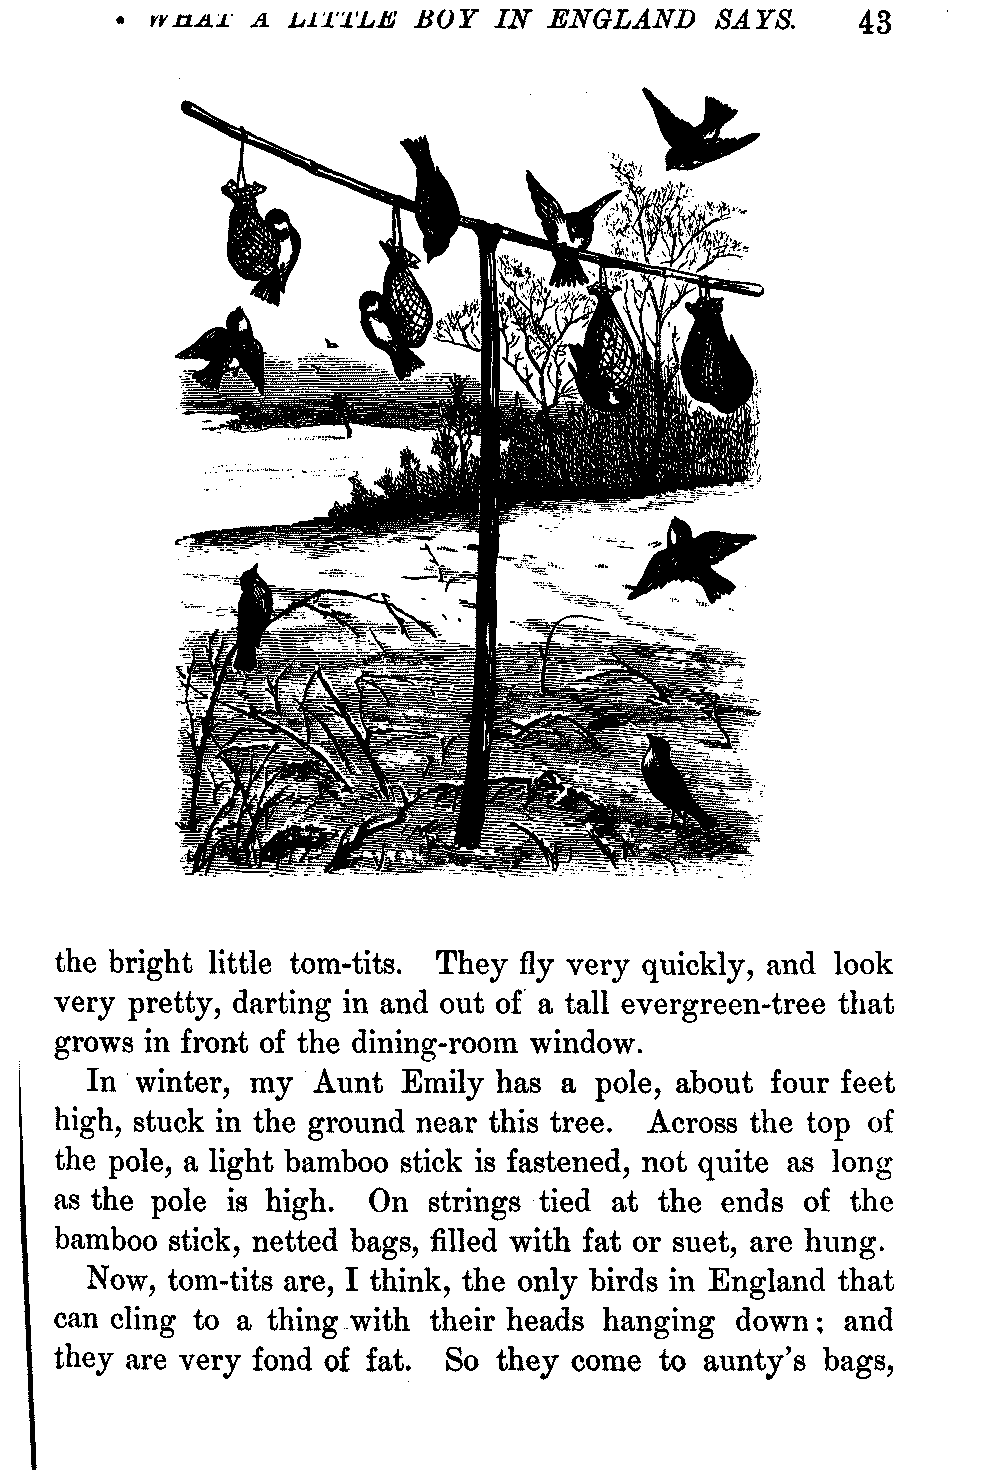 WHAT A LITTLE BOY IN ENGLAND SAYS. 43
the bright little tom-tits. They fly very quickly, and look
very pretty, darting in and out of a tall evergreen-tree that
grows in front of the dining-room window.
In winter, my Aunt Emily has a pole, about four feet
high, stuck in the ground near this tree. Across the top of
the pole, a light bamboo stick is fastened, not quite as long
as the pole is high. On strings tied at the ends of the
bamboo stick, netted bags, filled with fat or suet, are hung.
Now, tom-tits are, I think, the only birds in England that
can cling to a thing with their heads hanging down; and
they are very fond of fat. So they come to aunty's bags,